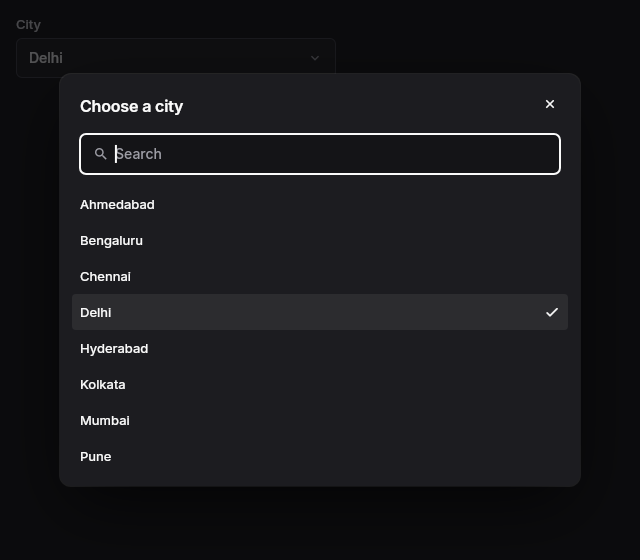 City
Delhi
Choose a city
Search
Ahmedabad
Bengaluru
Chennai
Delhi
Hyderabad
Kolkata
Mumbai
Pune